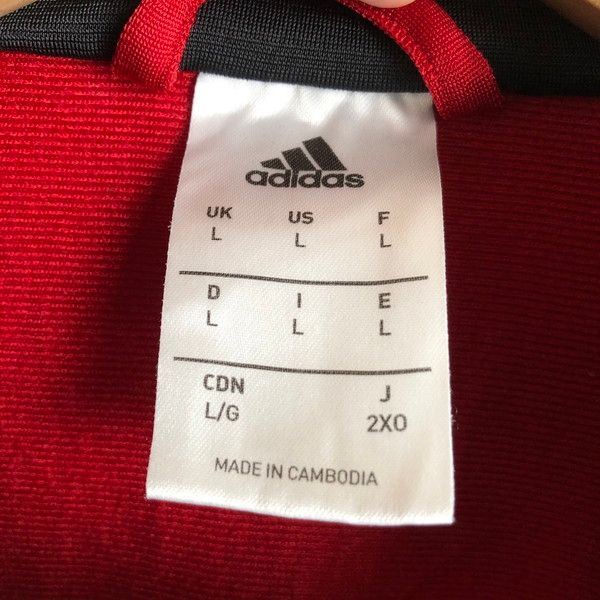 adidas
UK US F
L L L
D I E
L L L
CDN J
L/G 2XO
MADE IN CAMBODIA